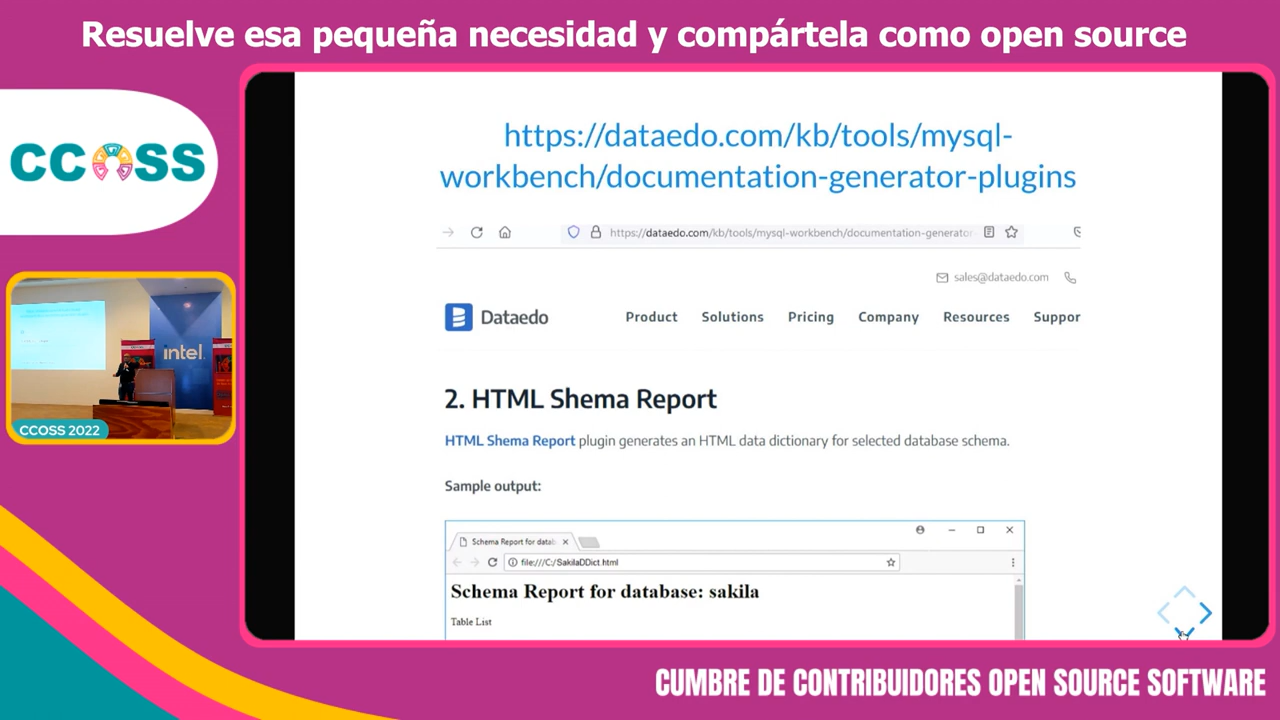 Resuelve esa pequeña necesidad y compártela como open source
CCOSS
https://dataedo.com/kb/tools/mysql-
workbench/documentation-generator-plugins
https://dataedo.com/kb/tools/mysql-workbench/documentation-generator
sales@dataedo.com
Dataedo
Product Solutions Pricing Company Resources Suppor
2. HTML Shema Report
HTML Shema Report plugin generates an HTML data dictionary for selected database schema.
Sample output:
Schema Report for datab
file:///C:/SakilaDDict.html
Schema Report for database: sakila
Table List
intel.
CCOSS 2022
CUMBRE DE CONTRIBUIDORES OPEN SOURCE SOFTWARE